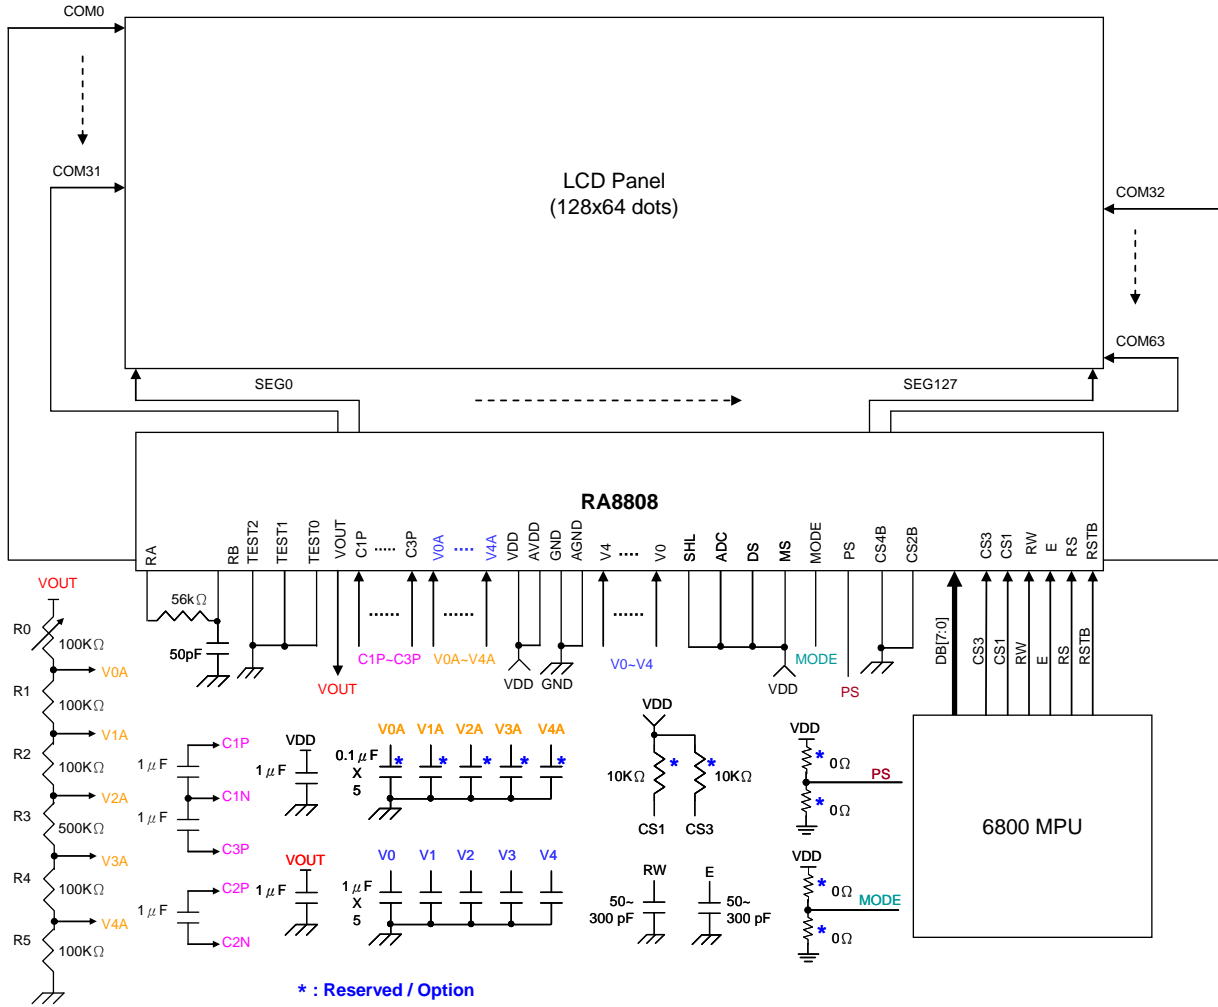 COM0
LCD Panel
(128x64 dots)
COM31
COM32
COM63
SEG0
SEG127
RA8808
RA
RB
TEST2
TEST1
TEST0
VOUT
C1P
.....
C3P
V0A
....
V4A
VDD
AVDD
GND
AGND
V4
....
V0
SHL
ADC
DS
MS
MODE
PS
CS4B
CS2B
CS3
CS1
RW
E
RS
RSTB
56kΩ
50pF
......
......
......
C1P~C3P
V0A~V4A
V0~V4
MODE
VOUT
VDD
GND
VDD
PS
DB[7:0]
CS3
CS1
RW
E
RS
RSTB
VOUT
R0
100KΩ
V0A
R1
100KΩ
V1A
R2
100KΩ
V2A
R3
500KΩ
V3A
R4
100KΩ
V4A
R5
100KΩ
C1P
1μF
C1N
1μF
C3P
C2P
1μF
C2N
VDD
1μF
VOUT
1μF
V0A
V1A
V2A
V3A
V4A
0.1μF
X
5
* * * * *
V0
V1
V2
V3
V4
1μF
X
5
VDD
10KΩ
*
*
10KΩ
CS1
CS3
RW
50~
300 pF
E
50~
300 pF
VDD
* 0Ω
PS
* 0Ω
VDD
* 0Ω
MODE
* 0Ω
6800 MPU
* : Reserved / Option